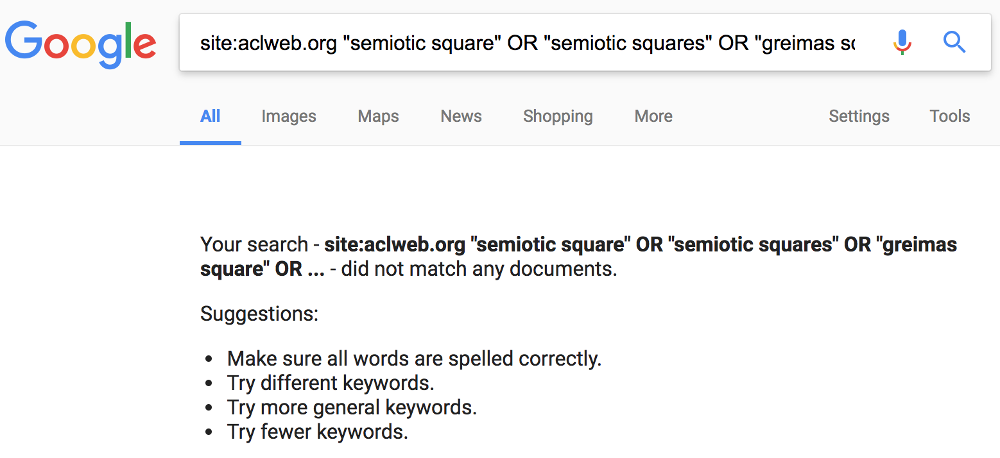 Google
site:aclweb.org "semiotic square" OR "semiotic squares" OR "greimas
All Images Maps News Shopping More Settings Tools
Your search - site:aclweb.org "semiotic square" OR "semiotic squares" OR "greimas
square" OR ... - did not match any documents.
Suggestions:
• Make sure all words are spelled correctly.
• Try different keywords.
• Try more general keywords.
• Try fewer keywords.